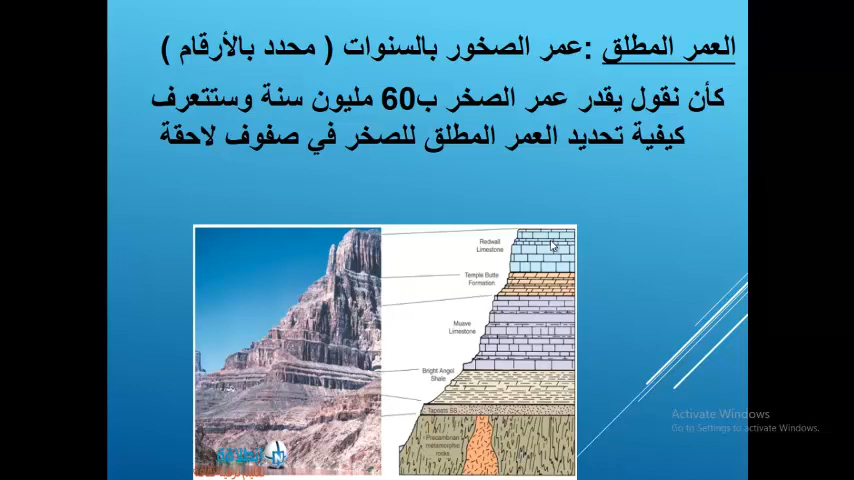 العمر المطلق :عمر الصخور بالسنوات ( محدد بالأرقام )
كأن نقول يقدر عمر الصخر ب60 مليون سنة وستتعرف
كيفية تحديد العمر المطلق للصخر في صفوف لاحقة
Redwall
Limestone
Temple Butte
Formation
Muave
Limestone
Bright Angel
Shale
Tapeats SS
Precambrian
metamorphic
rocks
Activate Windows
Go to Settings to activate Windows.